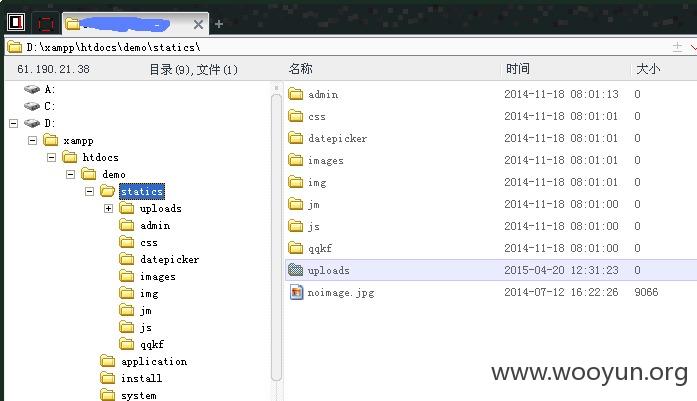 D:\xampp\htdocs\demo\statics\
61.190.21.38 目录(9),文件(1) 名称 时间 大小
A:
C:
D:
xampp
htdocs
demo
statics
uploads
admin
css
datepicker
images
img
jm
js
qqkf
application
install
system
admin 2014-11-18 08:01:13 0
css 2014-11-18 08:01:01 0
datepicker 2014-11-18 08:01:01 0
images 2014-11-18 08:01:01 0
img 2014-11-18 08:01:01 0
jm 2014-11-18 08:01:00 0
js 2014-11-18 08:01:00 0
qqkf 2014-11-18 08:01:00 0
uploads 2015-04-20 12:31:23 0
noimage.jpg 2014-07-12 16:22:26 9066
www.wooyun.org